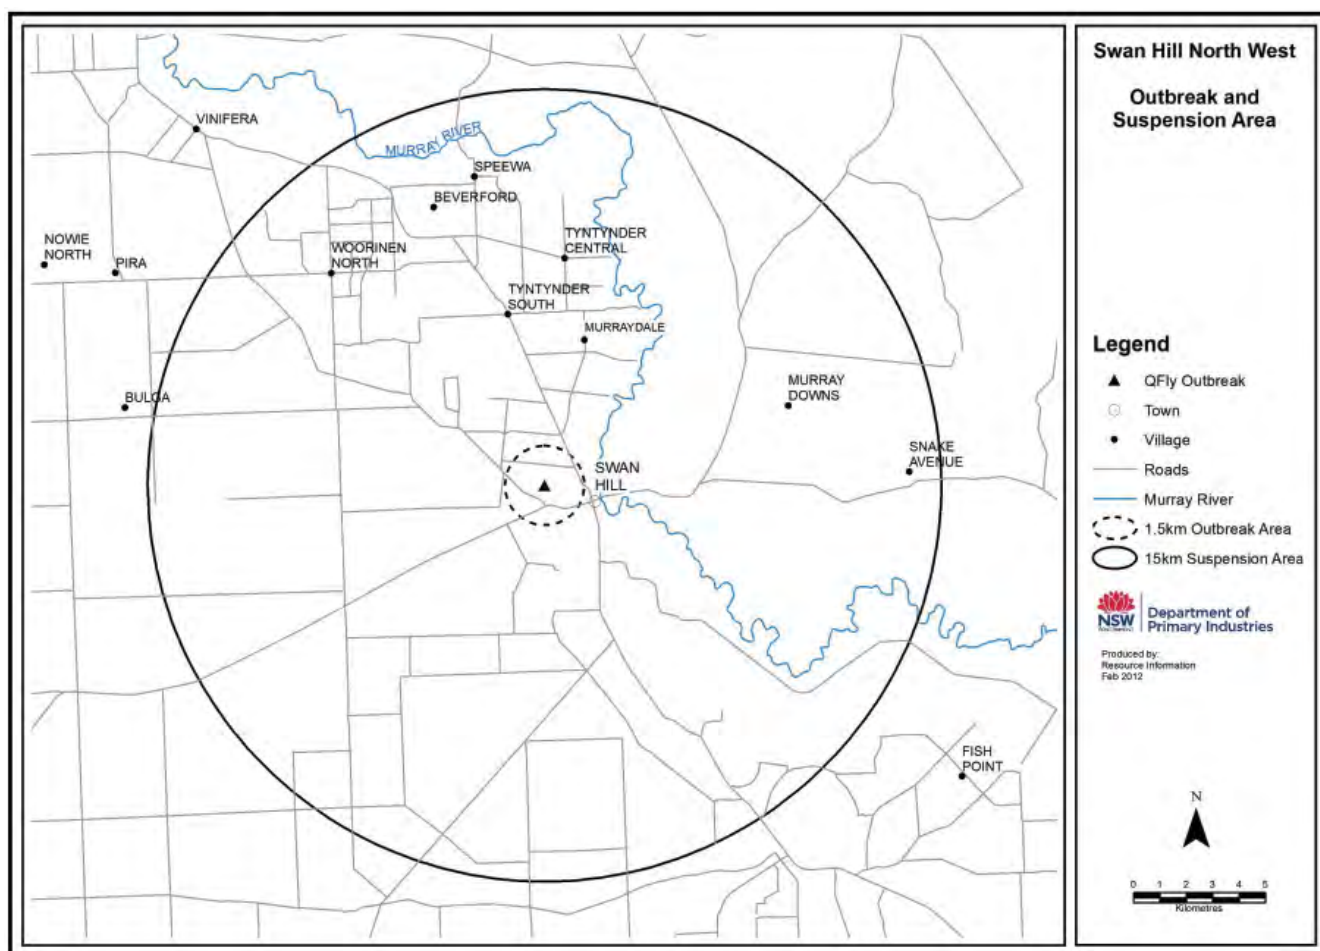 Swan Hill North West
Outbreak and
Suspension Area
VINIFERA
MURRAY RIVER
SPEEWA
BEVERFORD
NOWIE
NORTH
PIRA
WOORINEN
NORTH
TYNTYNDER
CENTRAL
TYNTYNDER
SOUTH
MURRAYDALE
BULGA
MURRAY
DOWNS
SNAKE
AVENUE
SWAN
HILL
FISH
POINT
Legend
QFly Outbreak
Town
Village
Roads
Murray River
1.5km Outbreak Area
15km Suspension Area
NSW
Department of
Primary Industries
Produced by:
Resource Information
Feb 2012
N
0 1 2 3 4 5
Kilometres